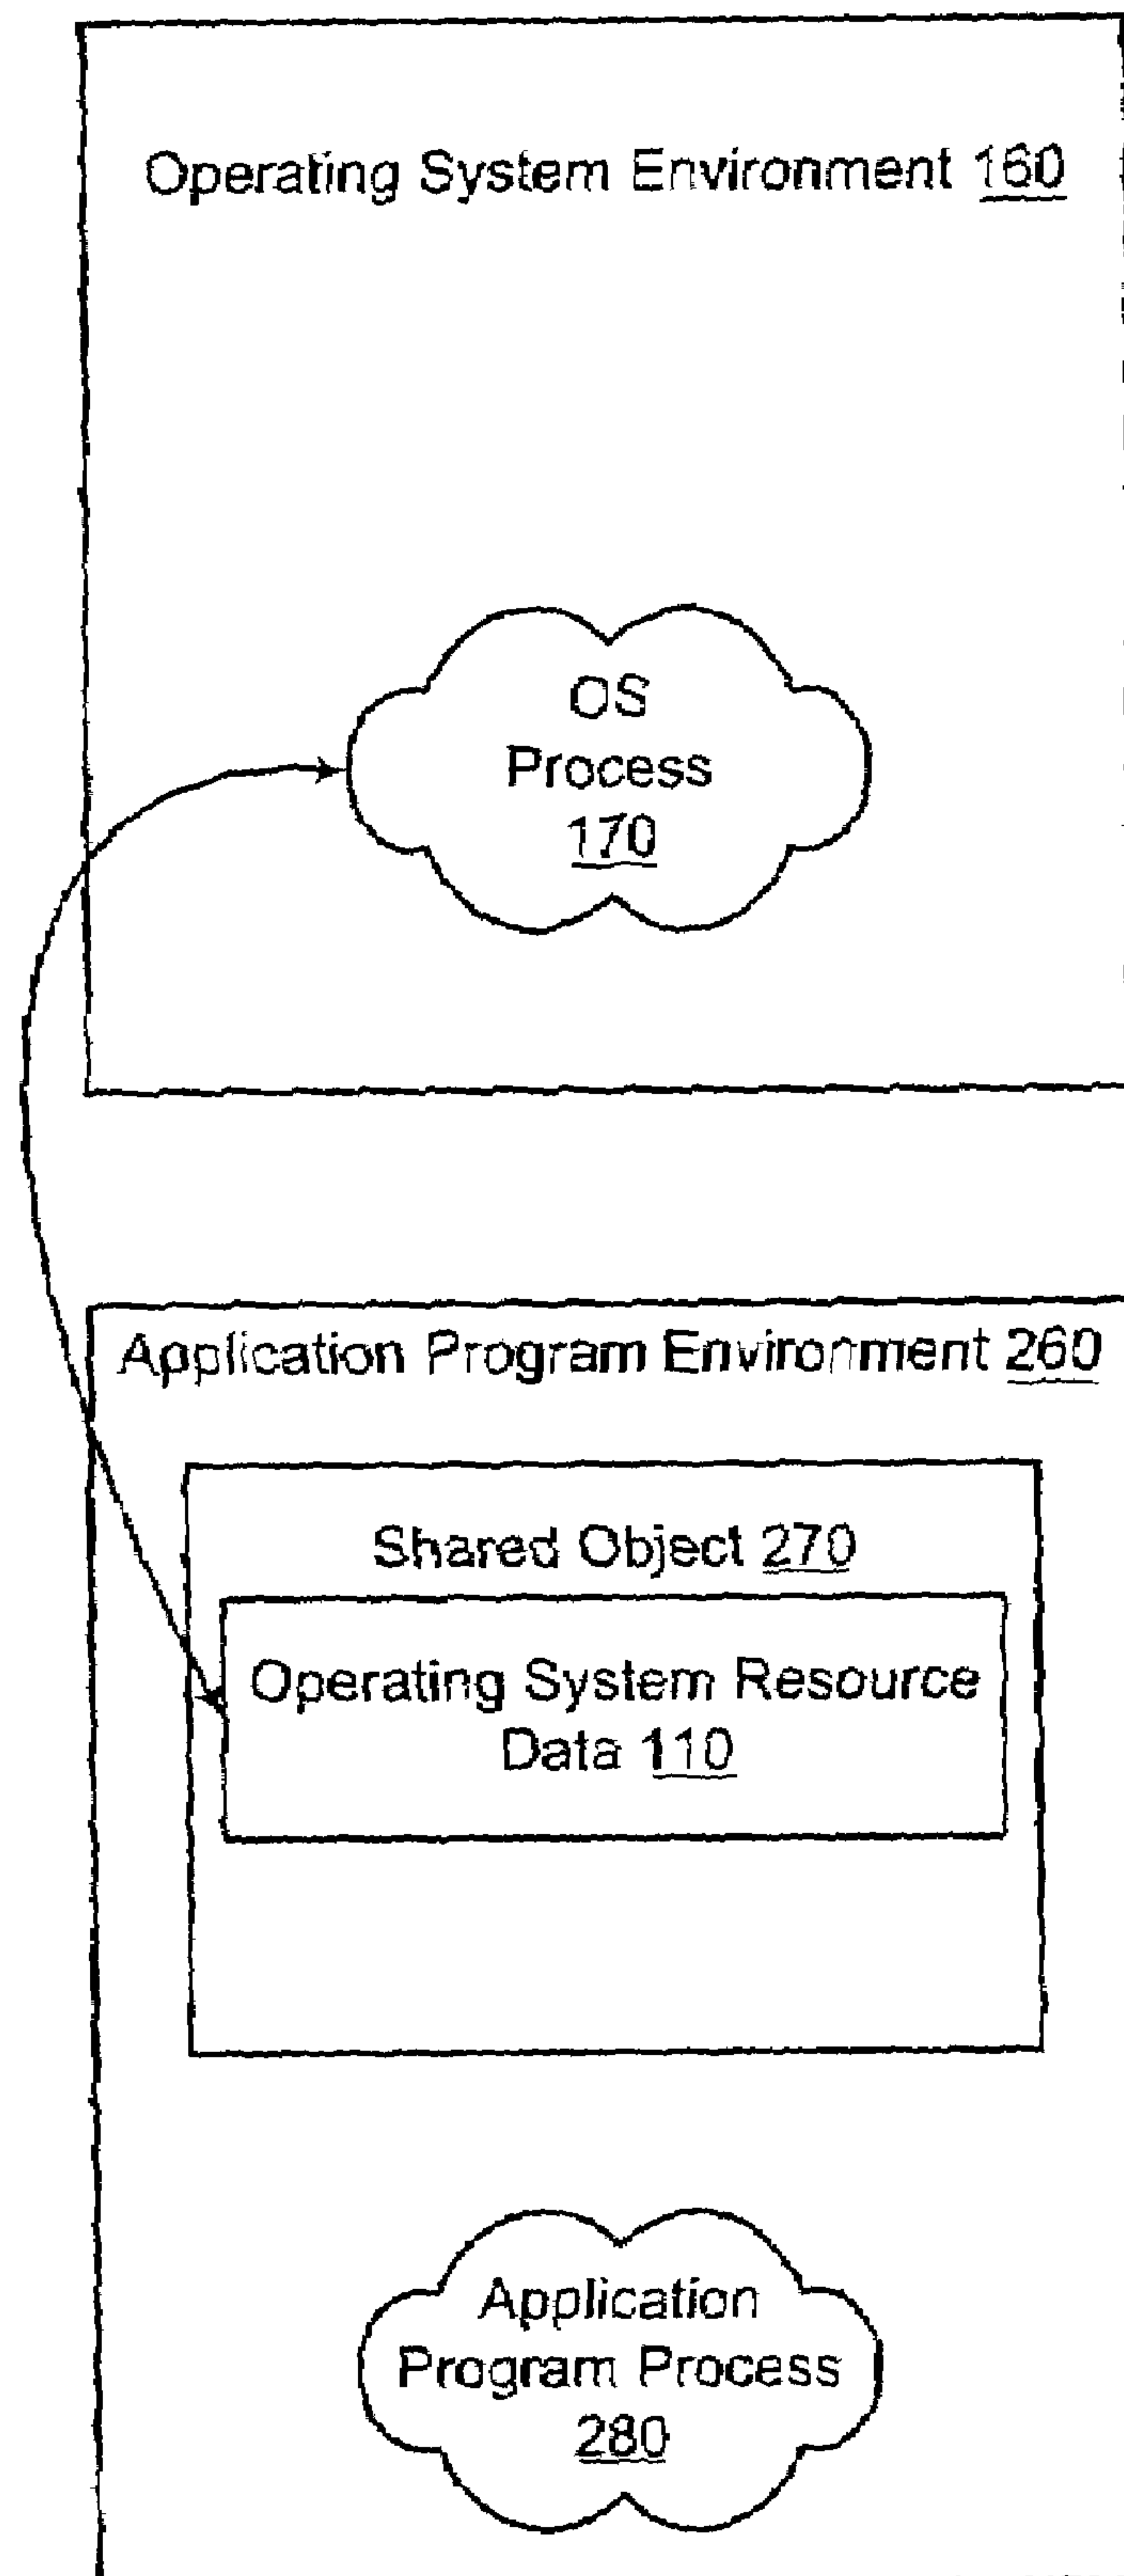 Operating System Environment 160
OS
Process
170
Application Program Environment 260
Shared Object 270
Operating System Resource
Data 110
Application
Program Process
280